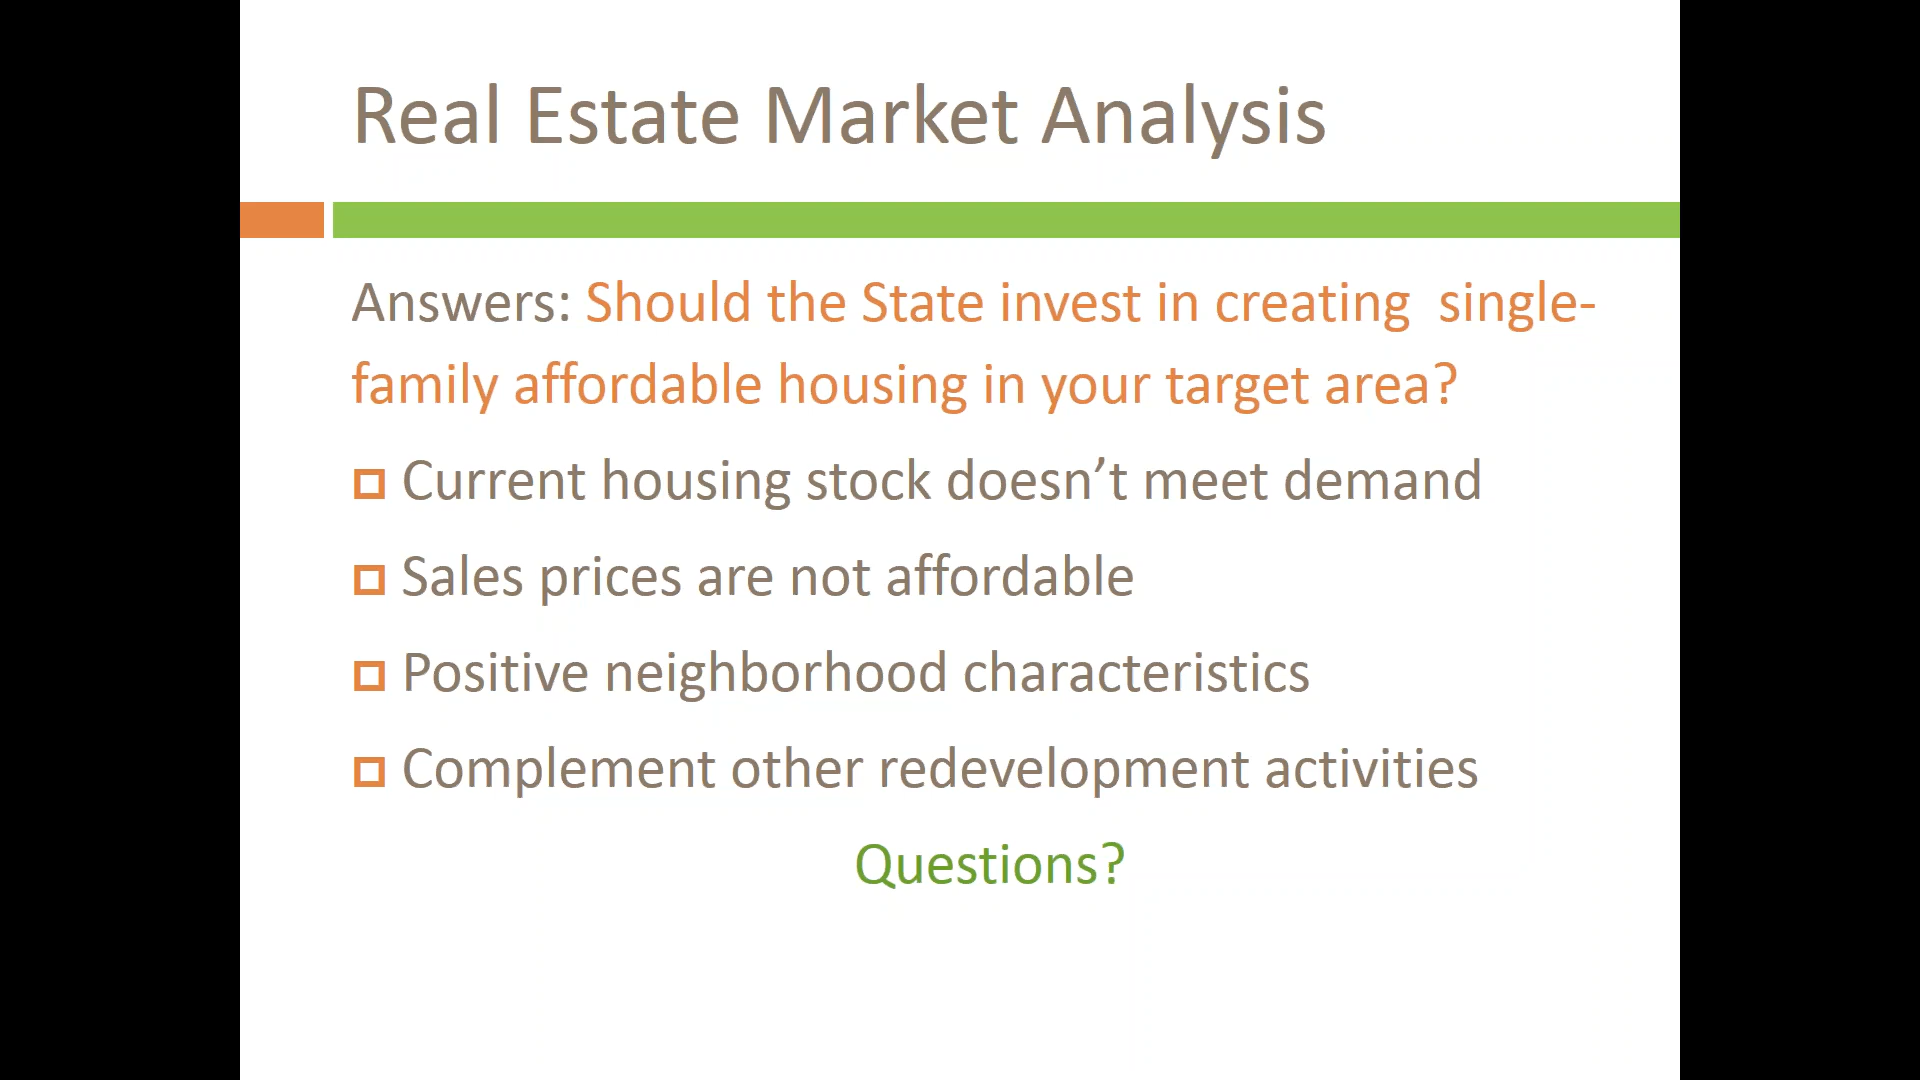 Real Estate Market Analysis
Answers: Should the State invest in creating  single-
family affordable housing in your target area?
Current housing stock doesn’t meet demand
Sales prices are not affordable
Positive neighborhood characteristics
Complement other redevelopment activities
Questions?